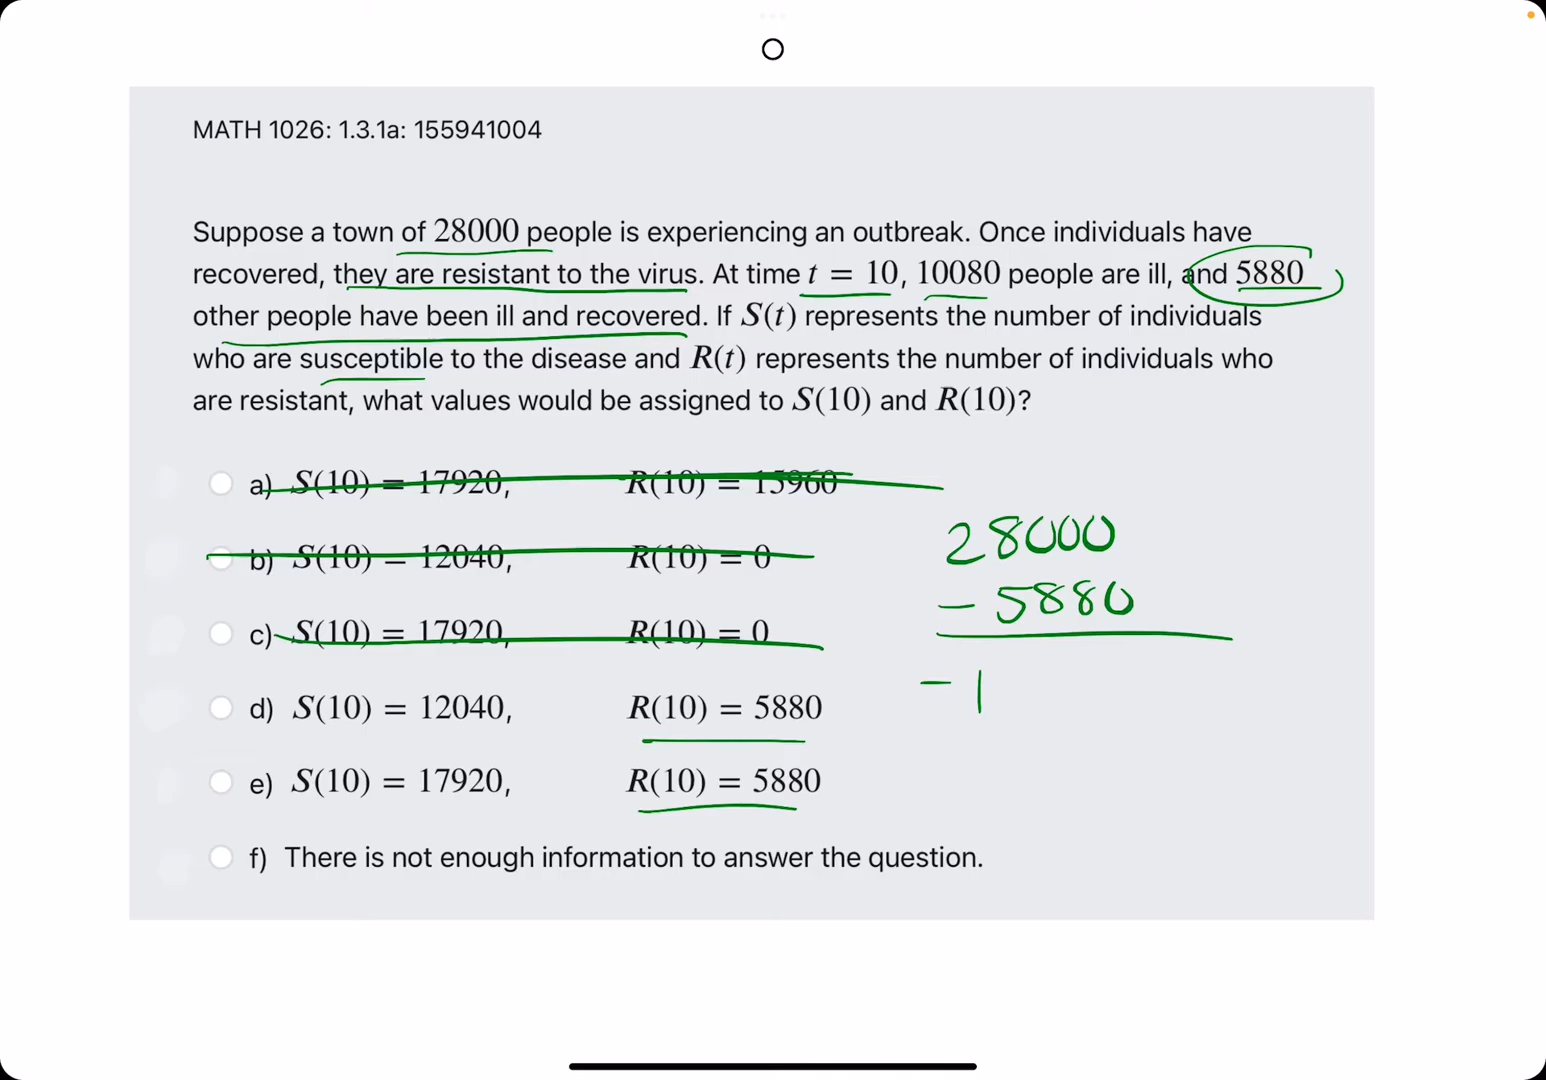 MATH 1026: 1.3.1a: 155941004
Suppose a town of 28000 people is experiencing an outbreak. Once individuals have
recovered, they are resistant to the virus. At time t = 10, 10080 people are ill, and 5880
other people have been ill and recovered. If S(t) represents the number of individuals
who are susceptible to the disease and R(t) represents the number of individuals who
are resistant, what values would be assigned to S(10) and R(10)?
a) S(10) = 17920, R(10) = 15960
b) S(10) = 12040, R(10) = 0
c) S(10) = 17920, R(10) = 0
d) S(10) = 12040, R(10) = 5880
e) S(10) = 17920, R(10) = 5880
f) There is not enough information to answer the question.
28000
- 5880
- 1